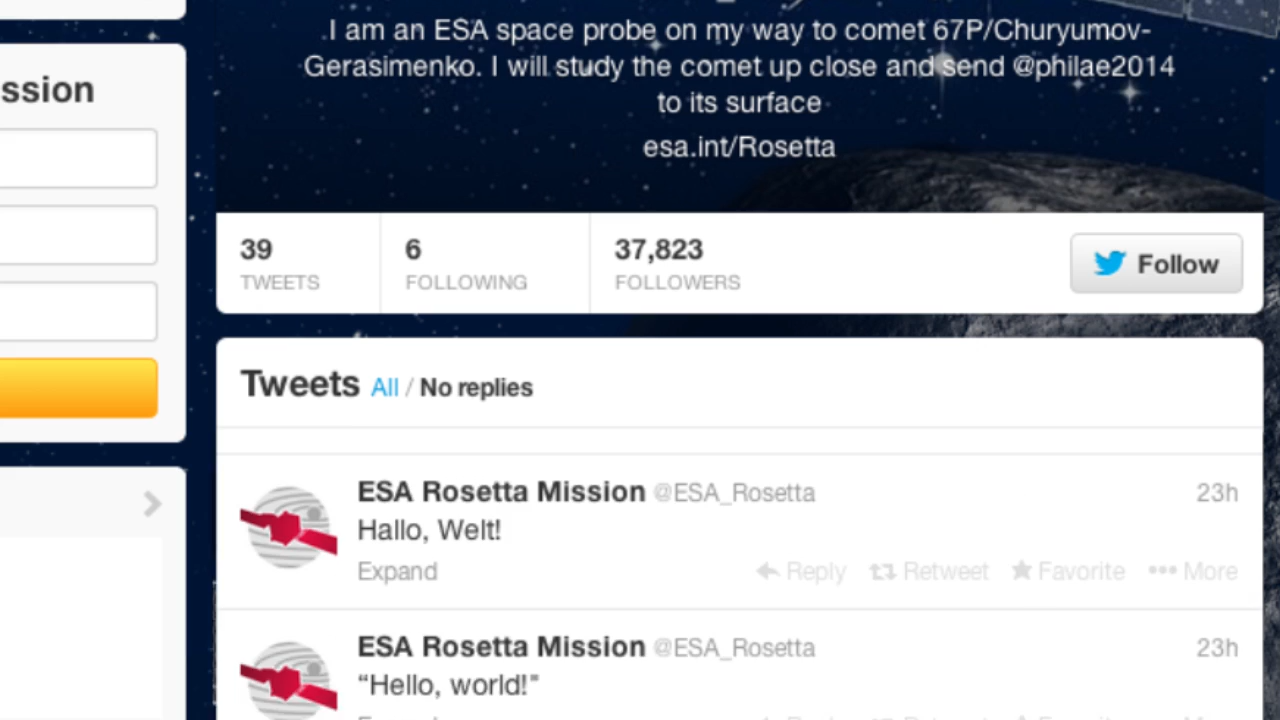 I am an ESA space probe on my way to comet 67P/Churyumov-
Gerasimenko. I will study the comet up close and send @philae2014
to its surface
esa.int/Rosetta
ssion
39
TWEETS
6
FOLLOWING
37,823
FOLLOWERS
Follow
Tweets All / No replies
ESA Rosetta Mission @ESA_Rosetta 23h
Hallo, Welt!
Expand Reply Retweet Favorite More
ESA Rosetta Mission @ESA_Rosetta 23h
“Hello, world!"